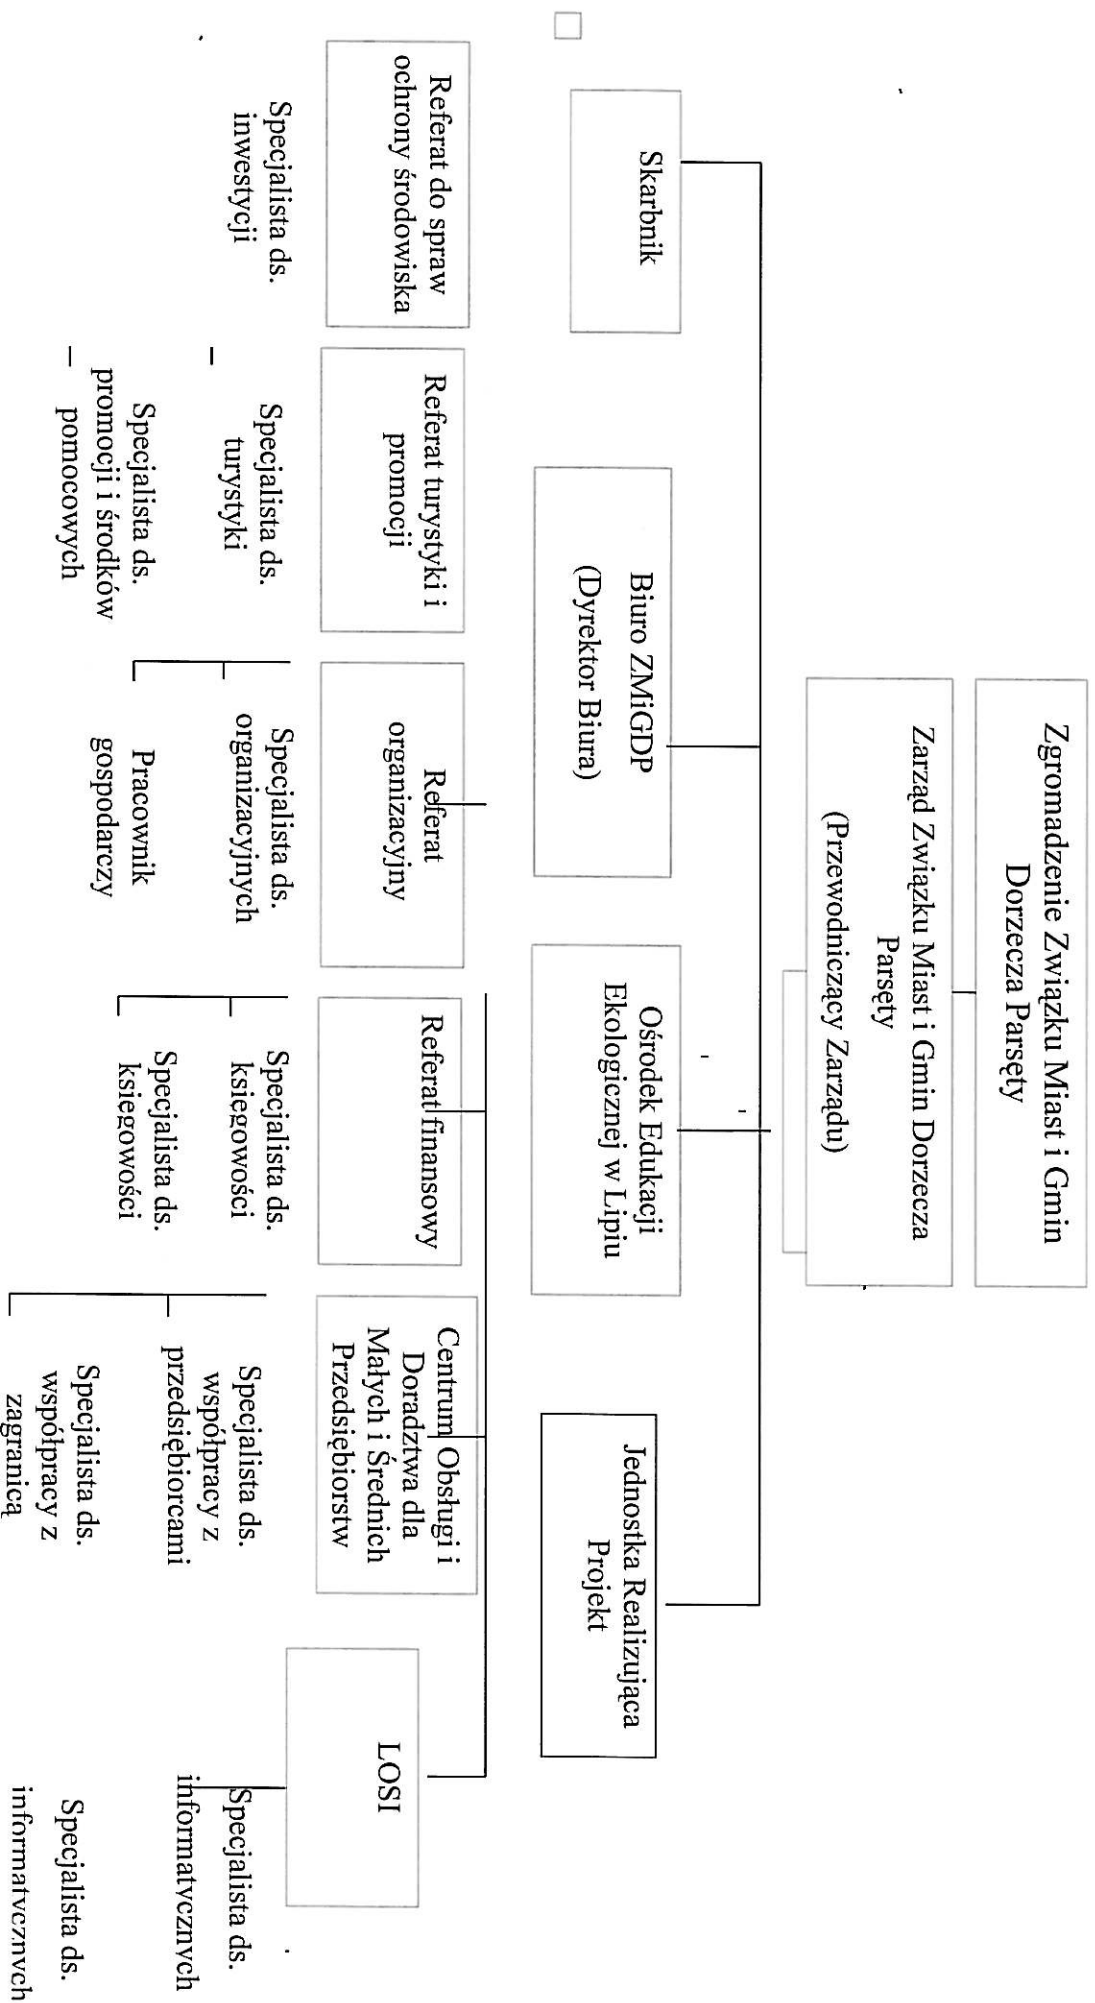 Zgromadzenie Związku Miast i Gmin
Dorzecza Parsęty
Zarząd Związku Miast i Gmin Dorzecza
Parsęty
(Przewodniczący Zarządu)
Skarbnik
Biuro ZMiGDP
(Dyrektor Biura)
Ośrodek Edukacji
Ekologicznej w Lipiu
Jednostka Realizująca
Projekt
Referat do spraw
ochrony środowiska
Specjalista ds.
inwestycji
Referat turystyki i
promocji
Specjalista ds.
turystyki
Specjalista ds.
promocji i środków
pomocowych
Referat
organizacyjny
Specjalista ds.
organizacyjnych
Pracownik
gospodarczy
Referat finansowy
Specjalista ds.
księgowości
Specjalista ds.
księgowości
Centrum Obsługi i
Doradztwa dla
Małych i Średnich
Przedsiębiorstw
Specjalista ds.
współpracy z
przedsiębiorcami
Specjalista ds.
współpracy z
zagranicą
LOSI
Specjalista ds.
informatycznych
Specjalista ds.
informatycznych